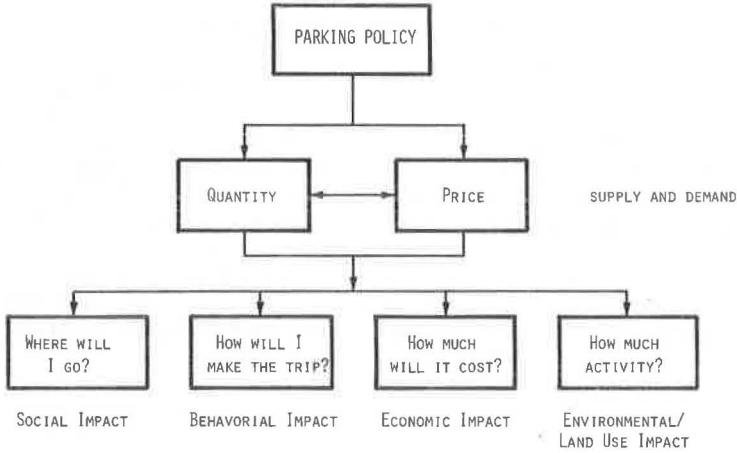 PARKING POLICY
QUANTITY
PRICE
SUPPLY AND DEMAND
WHERE WILL
I GO?
HOW WILL I
MAKE THE TRIP?
HOW MUCH
WILL IT COST?
HOW MUCH
ACTIVITY?
SOCIAL IMPACT
BEHAVORIAL IMPACT
ECONOMIC IMPACT
ENVIRONMENTAL/
LAND USE IMPACT